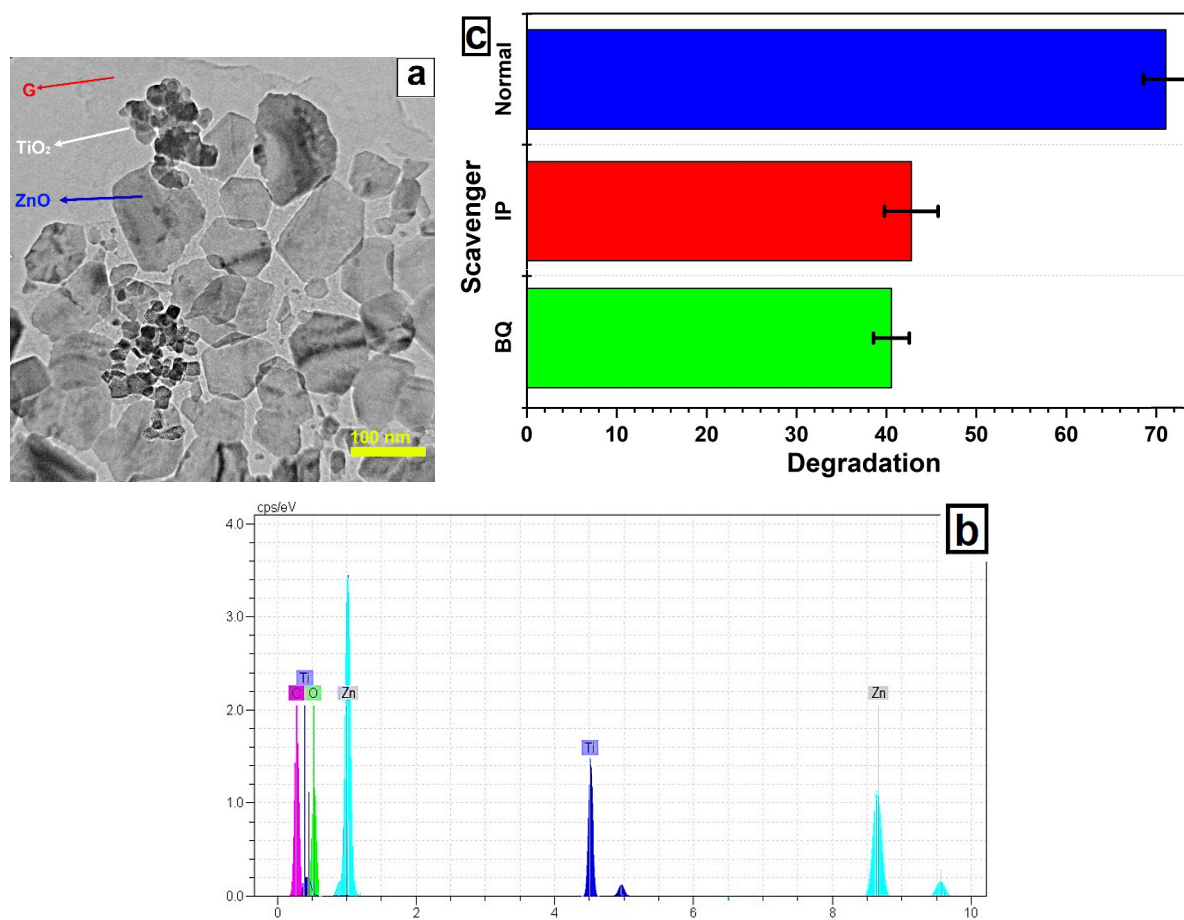 a
G
TiO₂
ZnO
100 nm
c
Scavenger
Normal
IP
BQ
0 10 20 30 40 50 60 70
Degradation
b
cps/eV
4.0
3.0
2.0
1.0
0.0
Ti
C O Zn
Ti
Zn
0 2 4 6 8 10